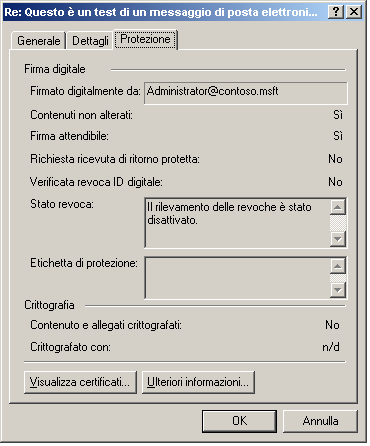 Re: Questo è un test di un messaggio di posta elettroni...
Generale Dettagli Protezione
Firma digitale
Firmato digitalmente da: Administrator@contoso.msft
Contenuti non alterati: Sì
Firma attendibile: Sì
Richiesta ricevuta di ritorno protetta: No
Verificata revoca ID digitale: No
Stato revoca: Il rilevamento delle revoche è stato
disattivato.
Etichetta di protezione:
Crittografia
Contenuto e allegati crittografati: No
Crittografato con: n/d
Visualizza certificati... Ulteriori informazioni...
OK Annulla